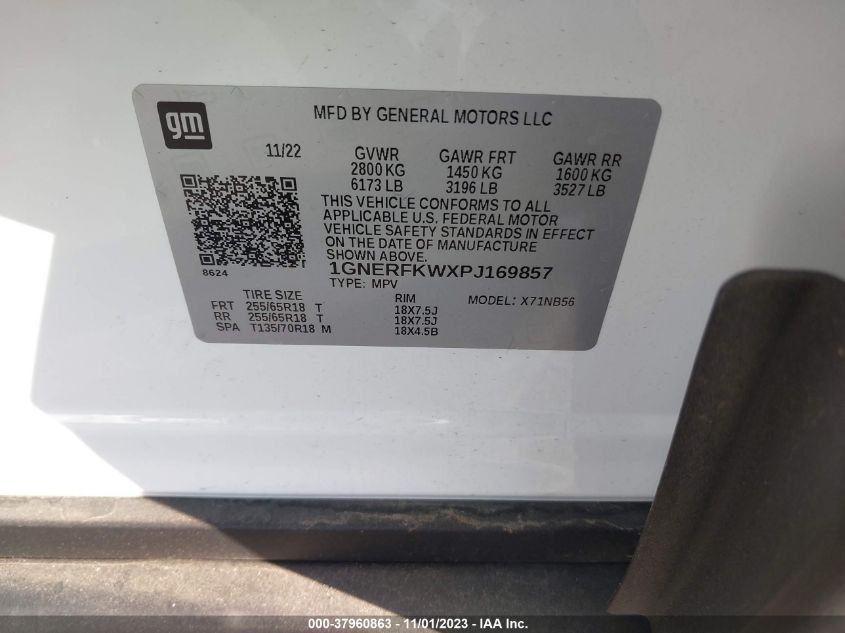 gm
MFD BY GENERAL MOTORS LLC
11/22 GVWR GAWR FRT GAWR RR
2800 KG 1450 KG 1600 KG
6173 LB 3196 LB 3527 LB
THIS VEHICLE CONFORMS TO ALL
APPLICABLE U.S. FEDERAL MOTOR
VEHICLE SAFETY STANDARDS IN EFFECT
ON THE DATE OF MANUFACTURE
SHOWN ABOVE.
8624
1GNERFKWXPJ169857
TYPE: MPV
TIRE SIZE RIM MODEL: X71NB56
FRT 255/65R18 T 18X7.5J
RR 255/65R18 T 18X7.5J
SPA T135/70R18 M 18X4.5B
000-37960863 - 11/01/2023 - IAA Inc.